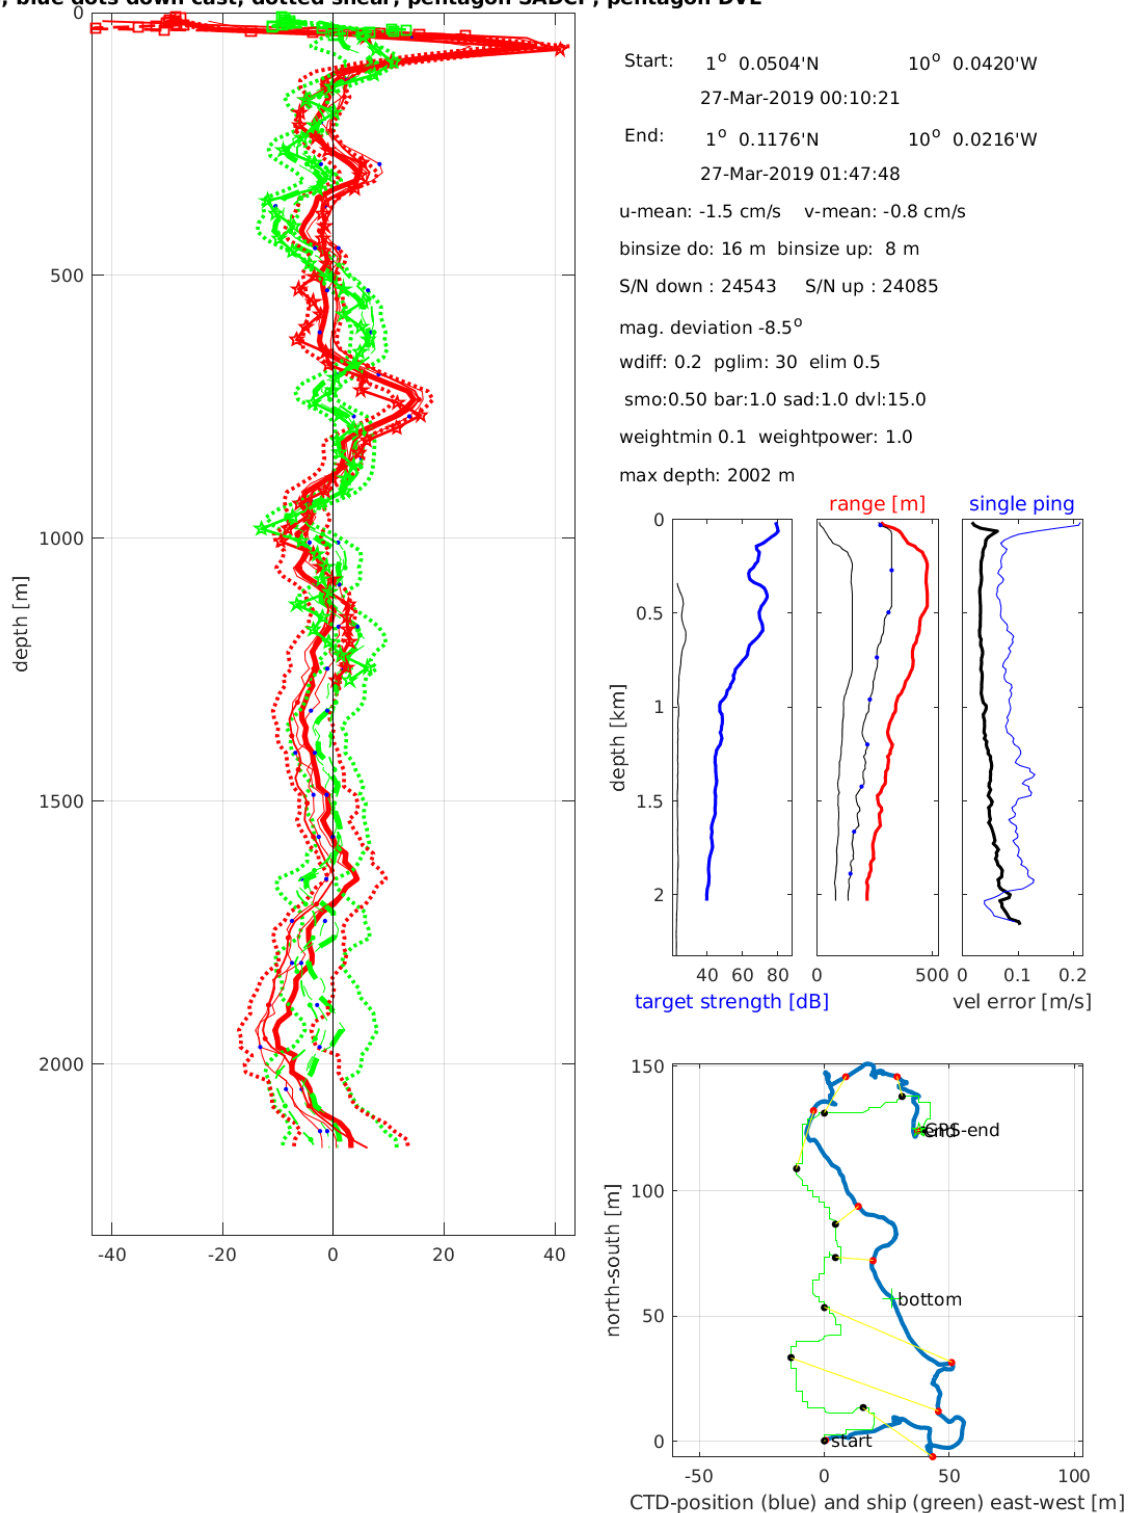 , blue dots down cast, dotted shear, pentagon SADCP, pentagon DVL
0
500
1000
1500
2000
depth [m]
-40 -20 0 20 40
Start: 1o 0.0504'N 10o 0.0420'W
27-Mar-2019 00:10:21
End: 1o 0.1176'N 10o 0.0216'W
27-Mar-2019 01:47:48
u-mean: -1.5 cm/s v-mean: -0.8 cm/s
binsize do: 16 m binsize up: 8 m
S/N down : 24543 S/N up : 24085
mag. deviation -8.5o
wdiff: 0.2 pglim: 30 elim 0.5
smo:0.50 bar:1.0 sad:1.0 dvl:15.0
weightmin 0.1 weightpower: 1.0
max depth: 2002 m
range [m] single ping
0
0.5
1
1.5
2
depth [km]
40 60 80 0 500 0 0.1 0.2
target strength [dB] vel error [m/s]
150
100
50
0
north-south [m]
GPS-end
end
bottom
start
-50 0 50 100
CTD-position (blue) and ship (green) east-west [m]